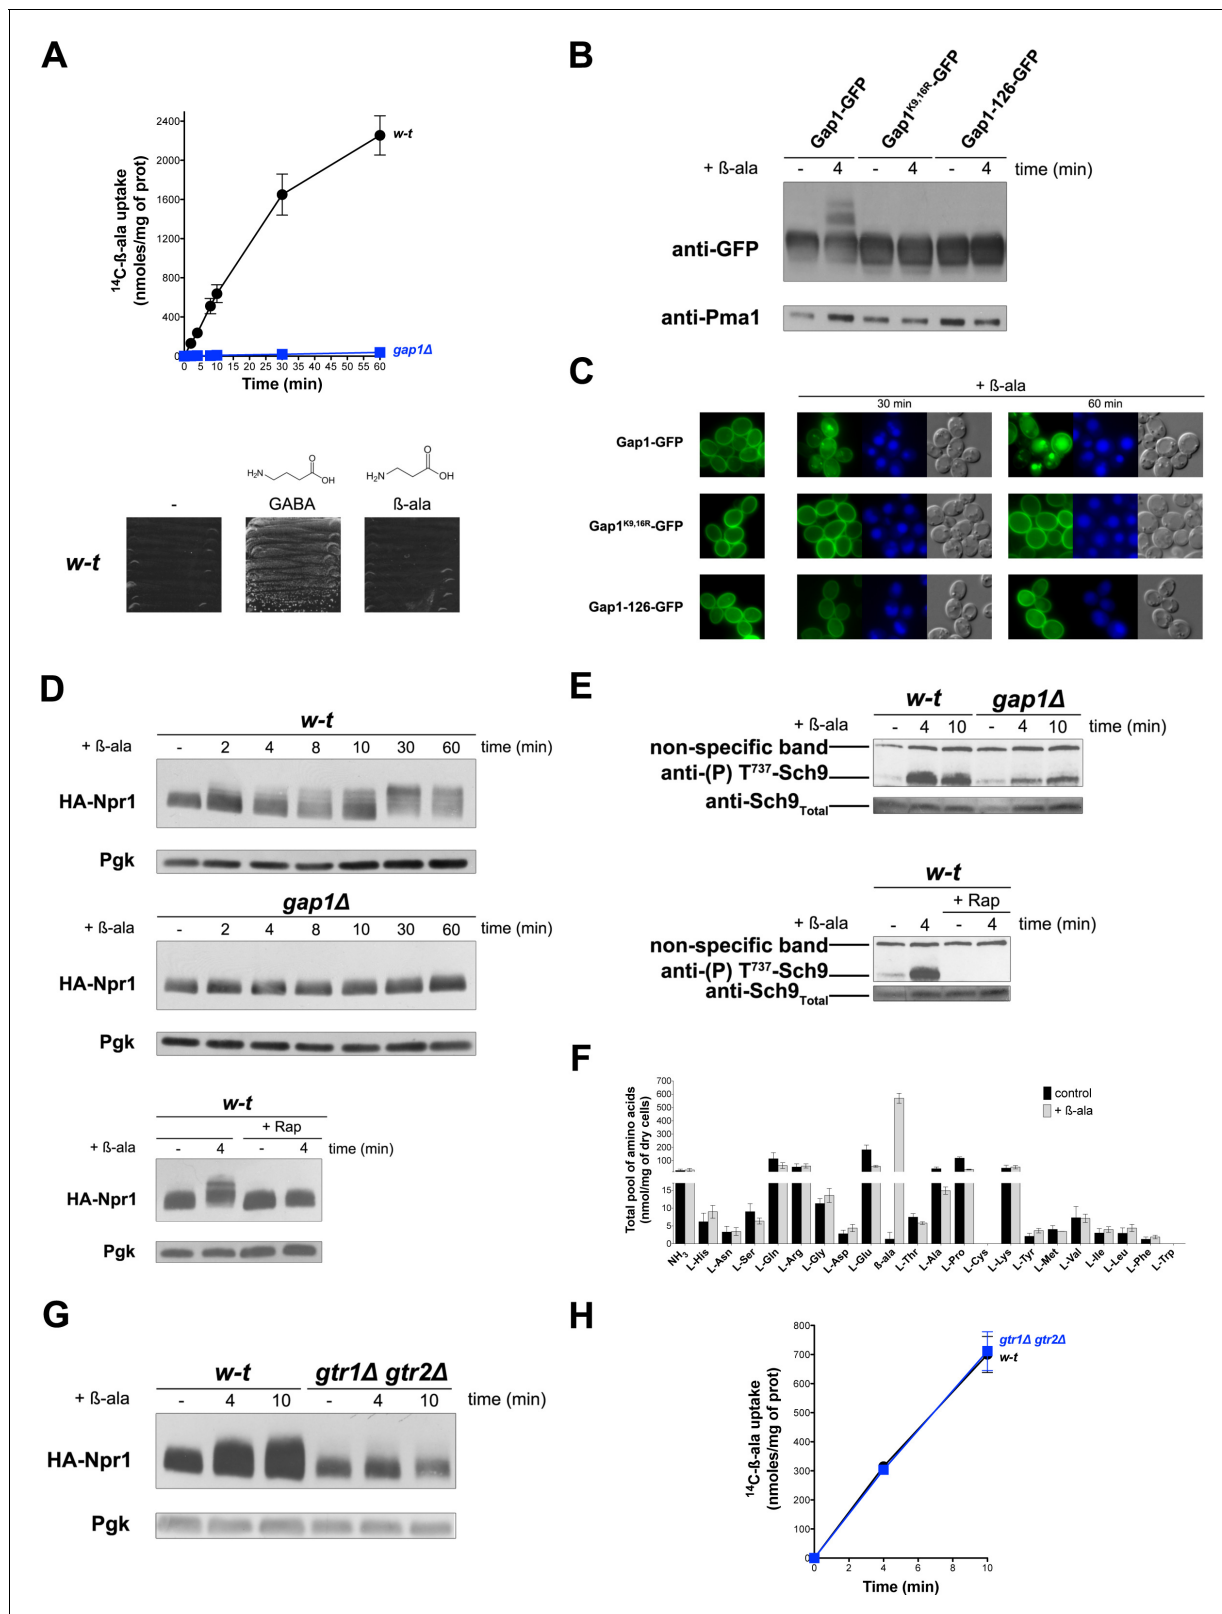 A
2400
2000
1600
800
400
0
w-t
gap1Δ
0 5 10 15 20 25 30 35 40 45 50 55 60
Time (min)
¹⁴C-ß-ala uptake
(nmoles/mg of prot)
H₂N O OH
H₂N O OH
- GABA ß-ala
w-t
B
Gap1-GFP
Gap1ᴷ⁹,¹⁶ᴿ-GFP
Gap1-126-GFP
+ ß-ala - 4 - 4 - 4 time (min)
anti-GFP
anti-Pma1
C
+ ß-ala
30 min 60 min
Gap1-GFP
Gap1ᴷ⁹,¹⁶ᴿ-GFP
Gap1-126-GFP
D
w-t
+ ß-ala - 2 4 8 10 30 60 time (min)
HA-Npr1
Pgk
gap1Δ
+ ß-ala - 2 4 8 10 30 60 time (min)
HA-Npr1
Pgk
w-t
+ Rap
+ ß-ala - 4 - 4 time (min)
HA-Npr1
Pgk
E
w-t gap1Δ
+ ß-ala - 4 10 - 4 10 time (min)
non-specific band
anti-(P) T⁷³⁷-Sch9
anti-Sch9Total
w-t
+ Rap
+ ß-ala - 4 - 4 time (min)
non-specific band
anti-(P) T⁷³⁷-Sch9
anti-Sch9Total
F
Total pool of amino acids
(nmol/mg of dry cells)
700
600
500
400
300
200
100
15
10
5
0
control
+ ß-ala
NH₃ L-His L-Asn L-Ser L-Gln L-Arg L-Gly L-Asp L-Glu ß-ala L-Thr L-Ala L-Pro L-Cys L-Lys L-Tyr L-Met L-Val L-Ile L-Leu L-Phe L-Trp
G
w-t gtr1Δ gtr2Δ
+ ß-ala - 4 10 - 4 10 time (min)
HA-Npr1
Pgk
H
800
700
600
500
400
300
200
100
0
gtr1Δ gtr2Δ
w-t
0 2 4 6 8 10
Time (min)
¹⁴C-ß-ala uptake
(nmoles/mg of prot)